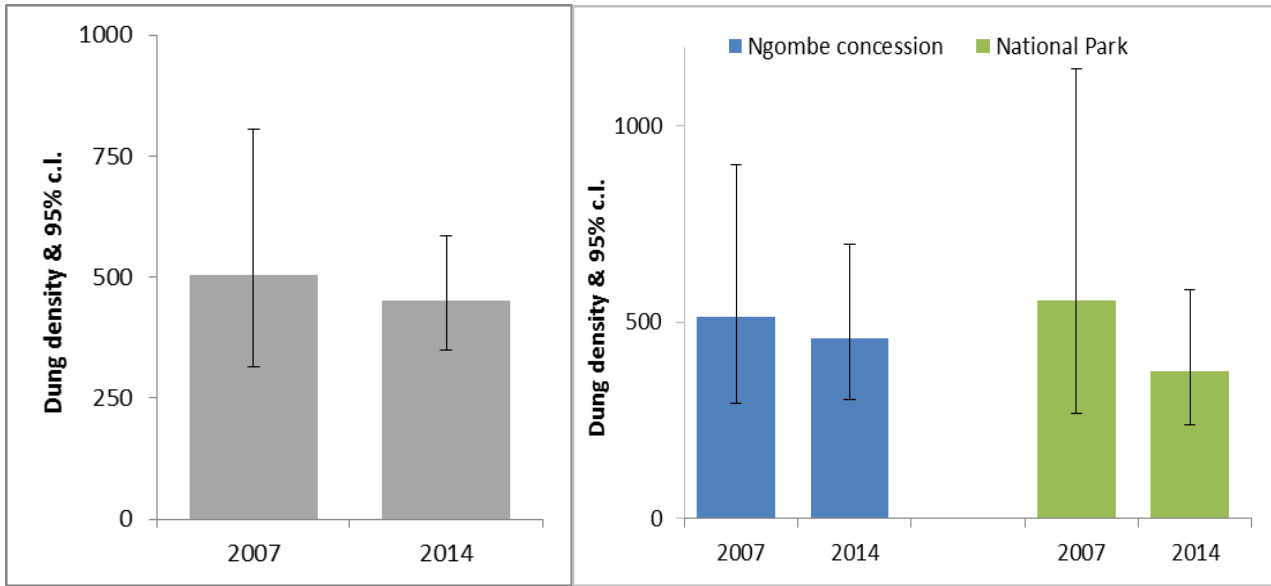 Dung density & 95% c.l.
1000
750
500
250
0
2007 2014
Ngombe concession National Park
Dung density & 95% c.l.
1000
500
0
2007 2014 2007 2014